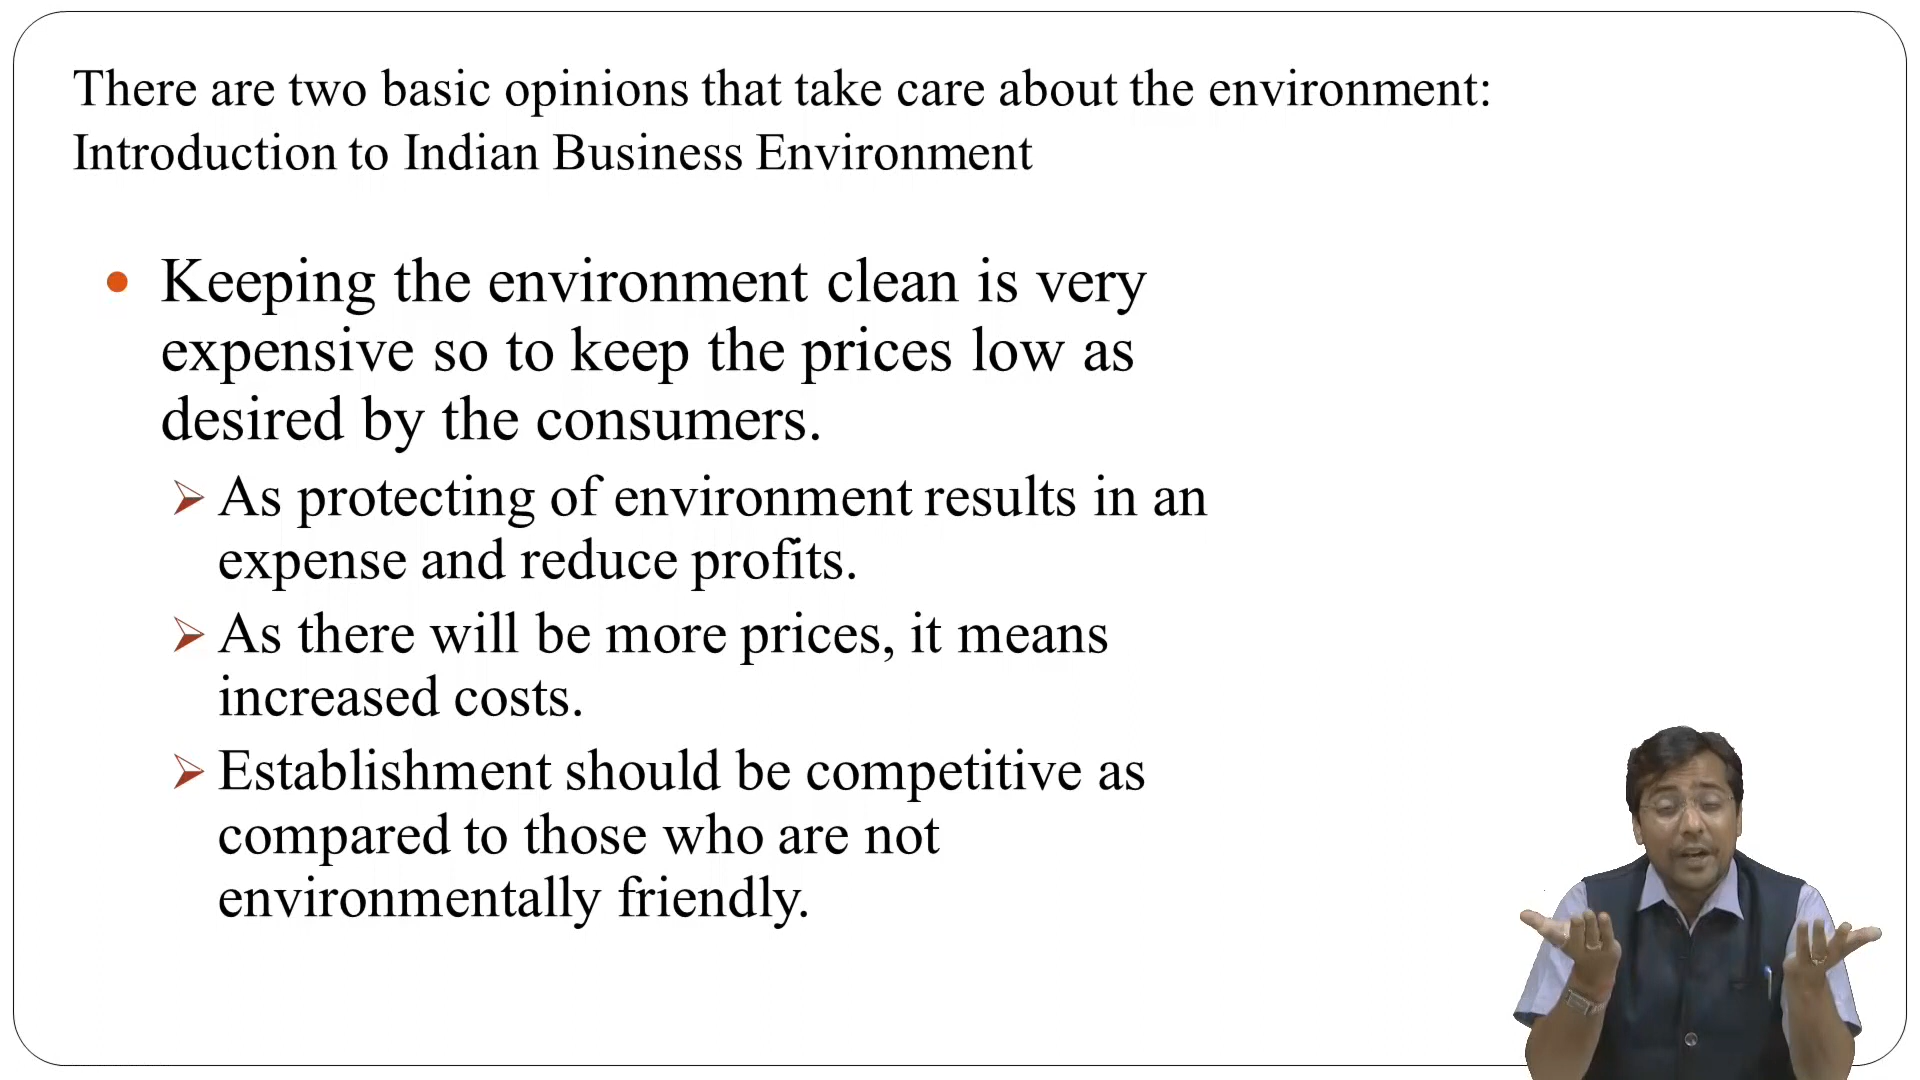 There are two basic opinions that take care about the environment:
Introduction to Indian Business Environment
Keeping the environment clean is very
expensive so to keep the prices low as
desired by the consumers.
As protecting of environment results in an
expense and reduce profits.
As there will be more prices, it means
increased costs.
Establishment should be competitive as
compared to those who are not
environmentally friendly.